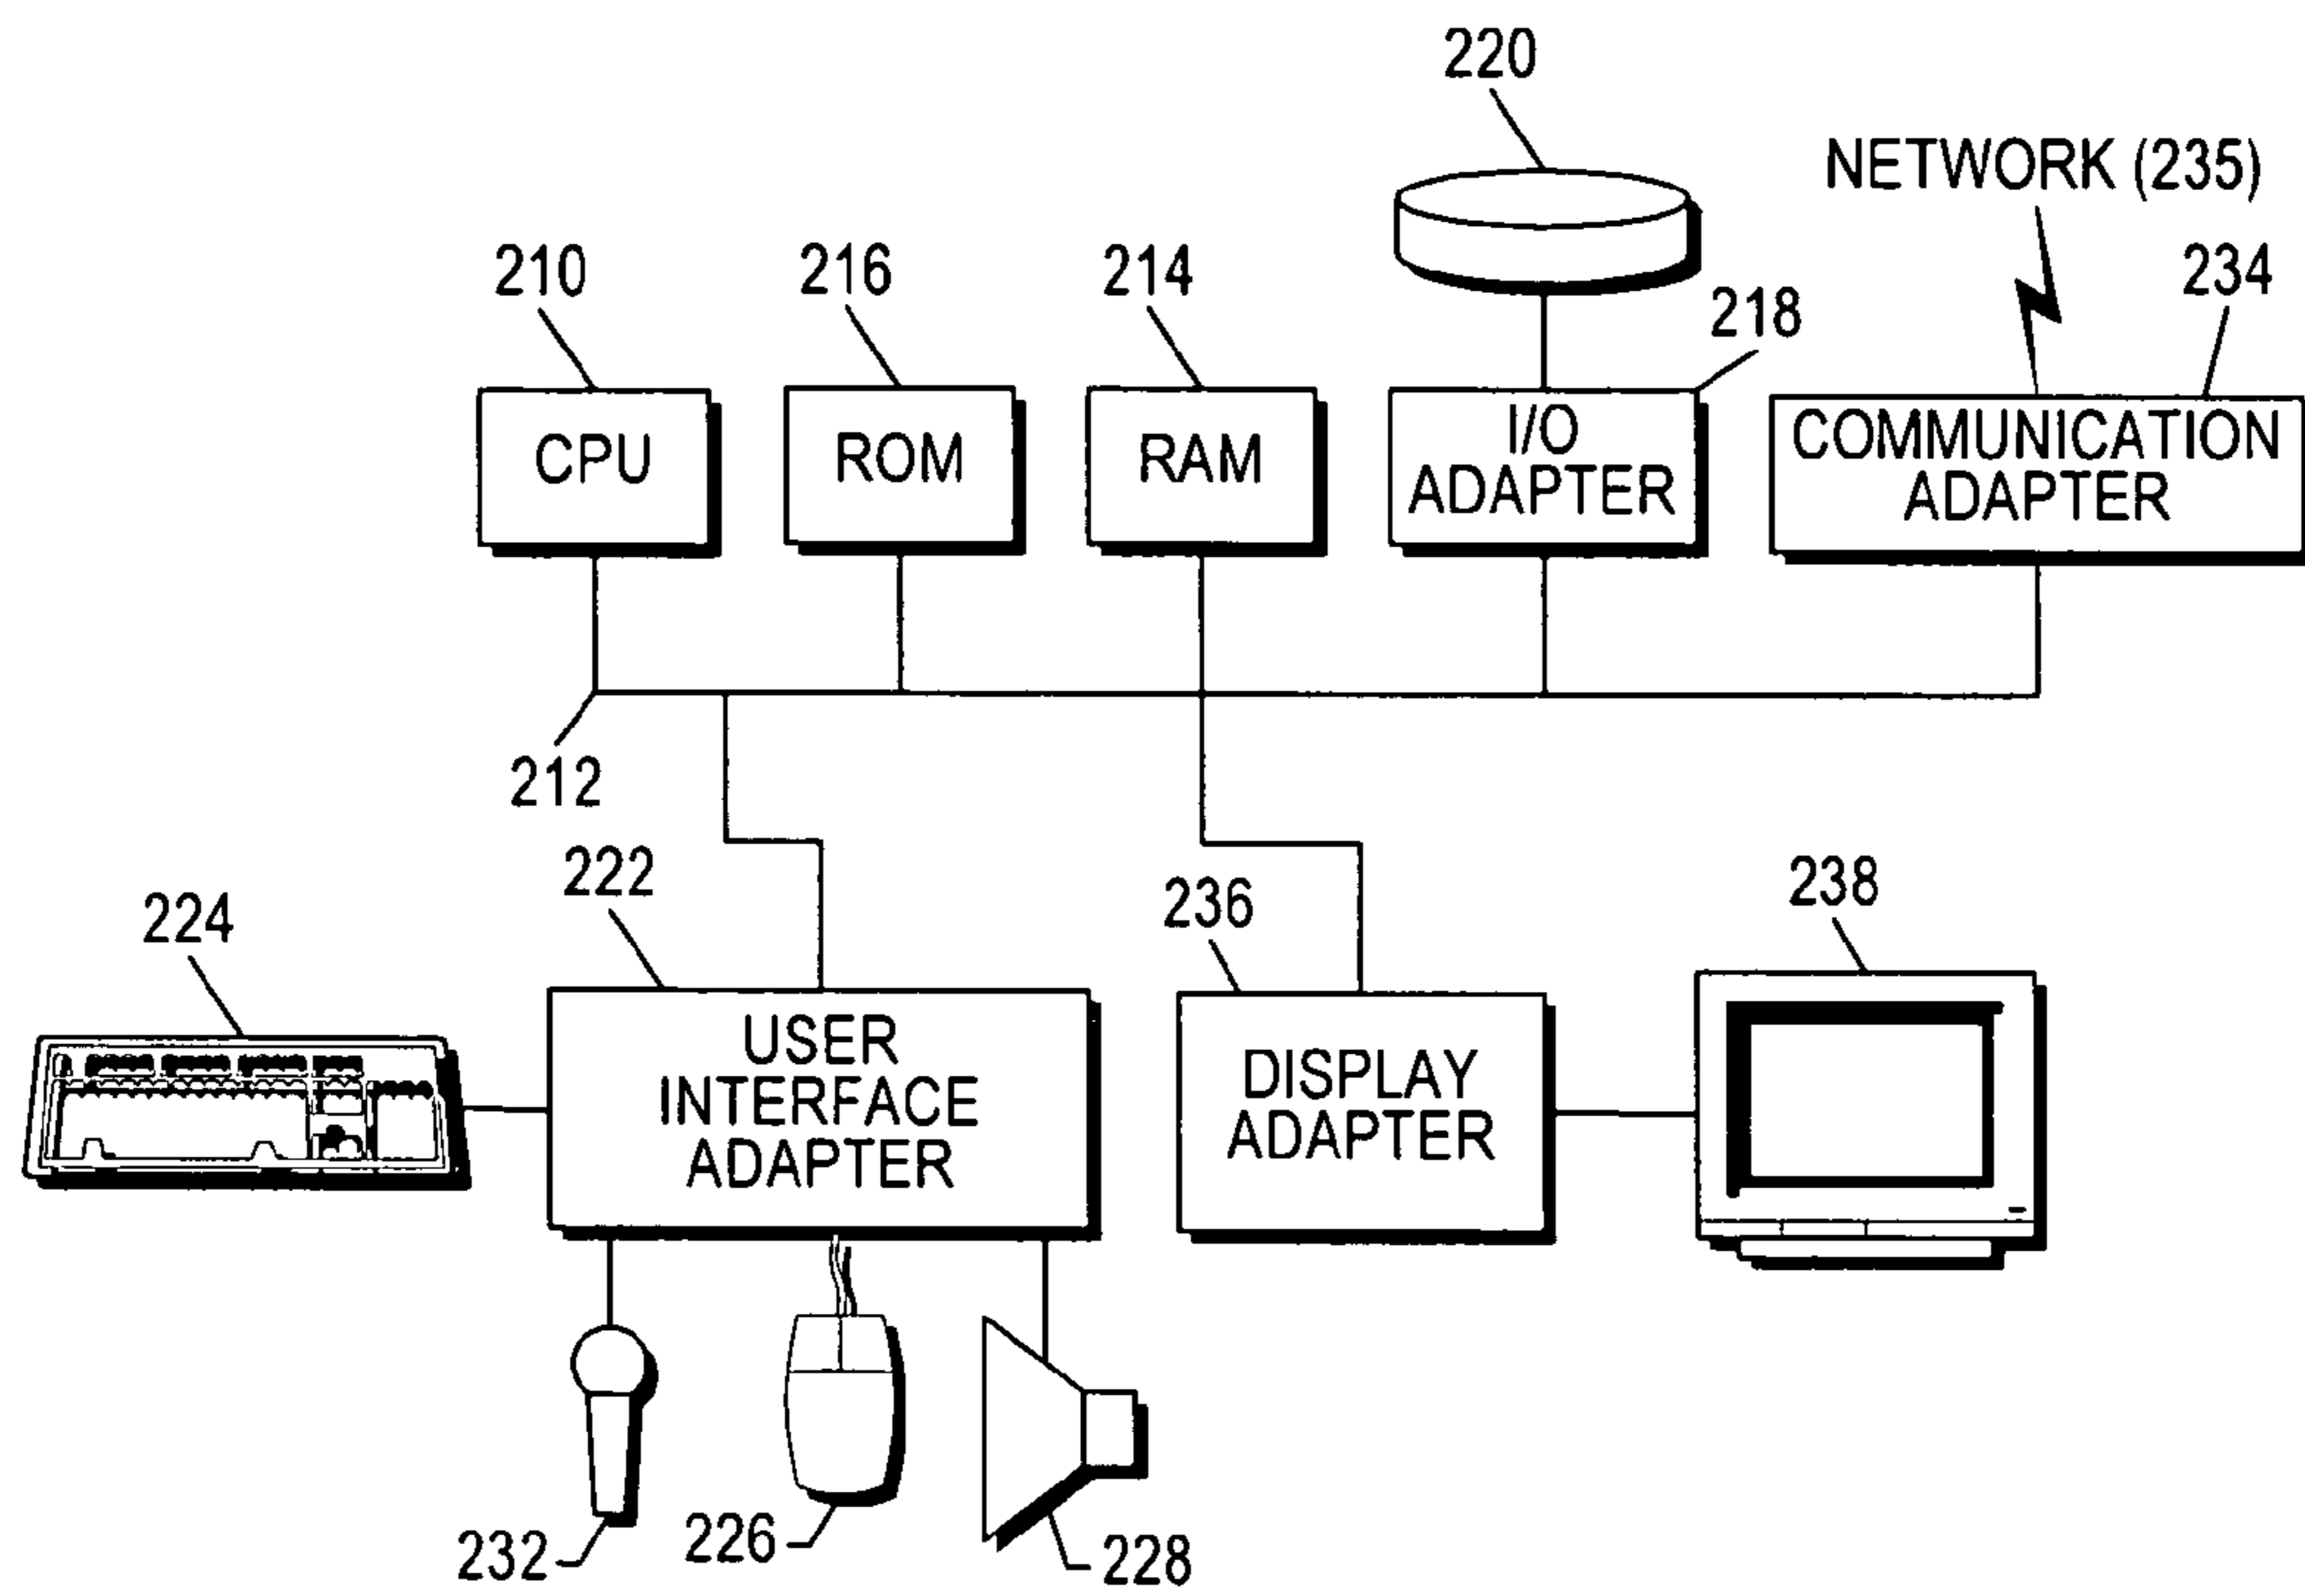 220
NETWORK (235)
210
216
214
218
234
CPU
ROM
RAM
I/O
ADAPTER
COMMUNICATION
ADAPTER
212
222
236
238
224
USER
INTERFACE
ADAPTER
DISPLAY
ADAPTER
232
226
228